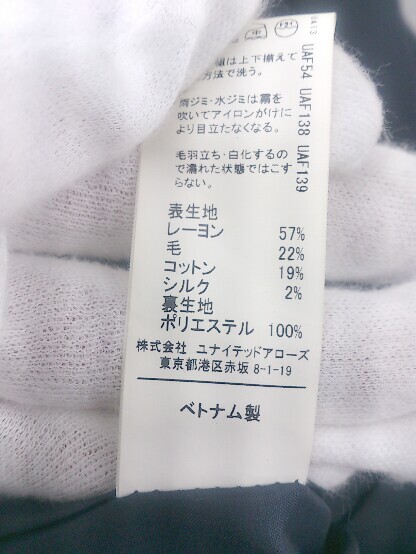 中
ドライ
は上下揃えて
方法で洗う。
雨ジミ・水ジミは霧を
吹いてアイロンがけに
より目立たなくなる。
毛羽立ち・白化するの
で濡れた状態ではこす
らない。
UA13 UAF54 UAF138 UAF139
表生地
レーヨン 57%
毛 22%
コットン 19%
シルク 2%
裏生地
ポリエステル 100%
株式会社 ユナイテッドアローズ
東京都港区赤坂 8-1-19
ベトナム製